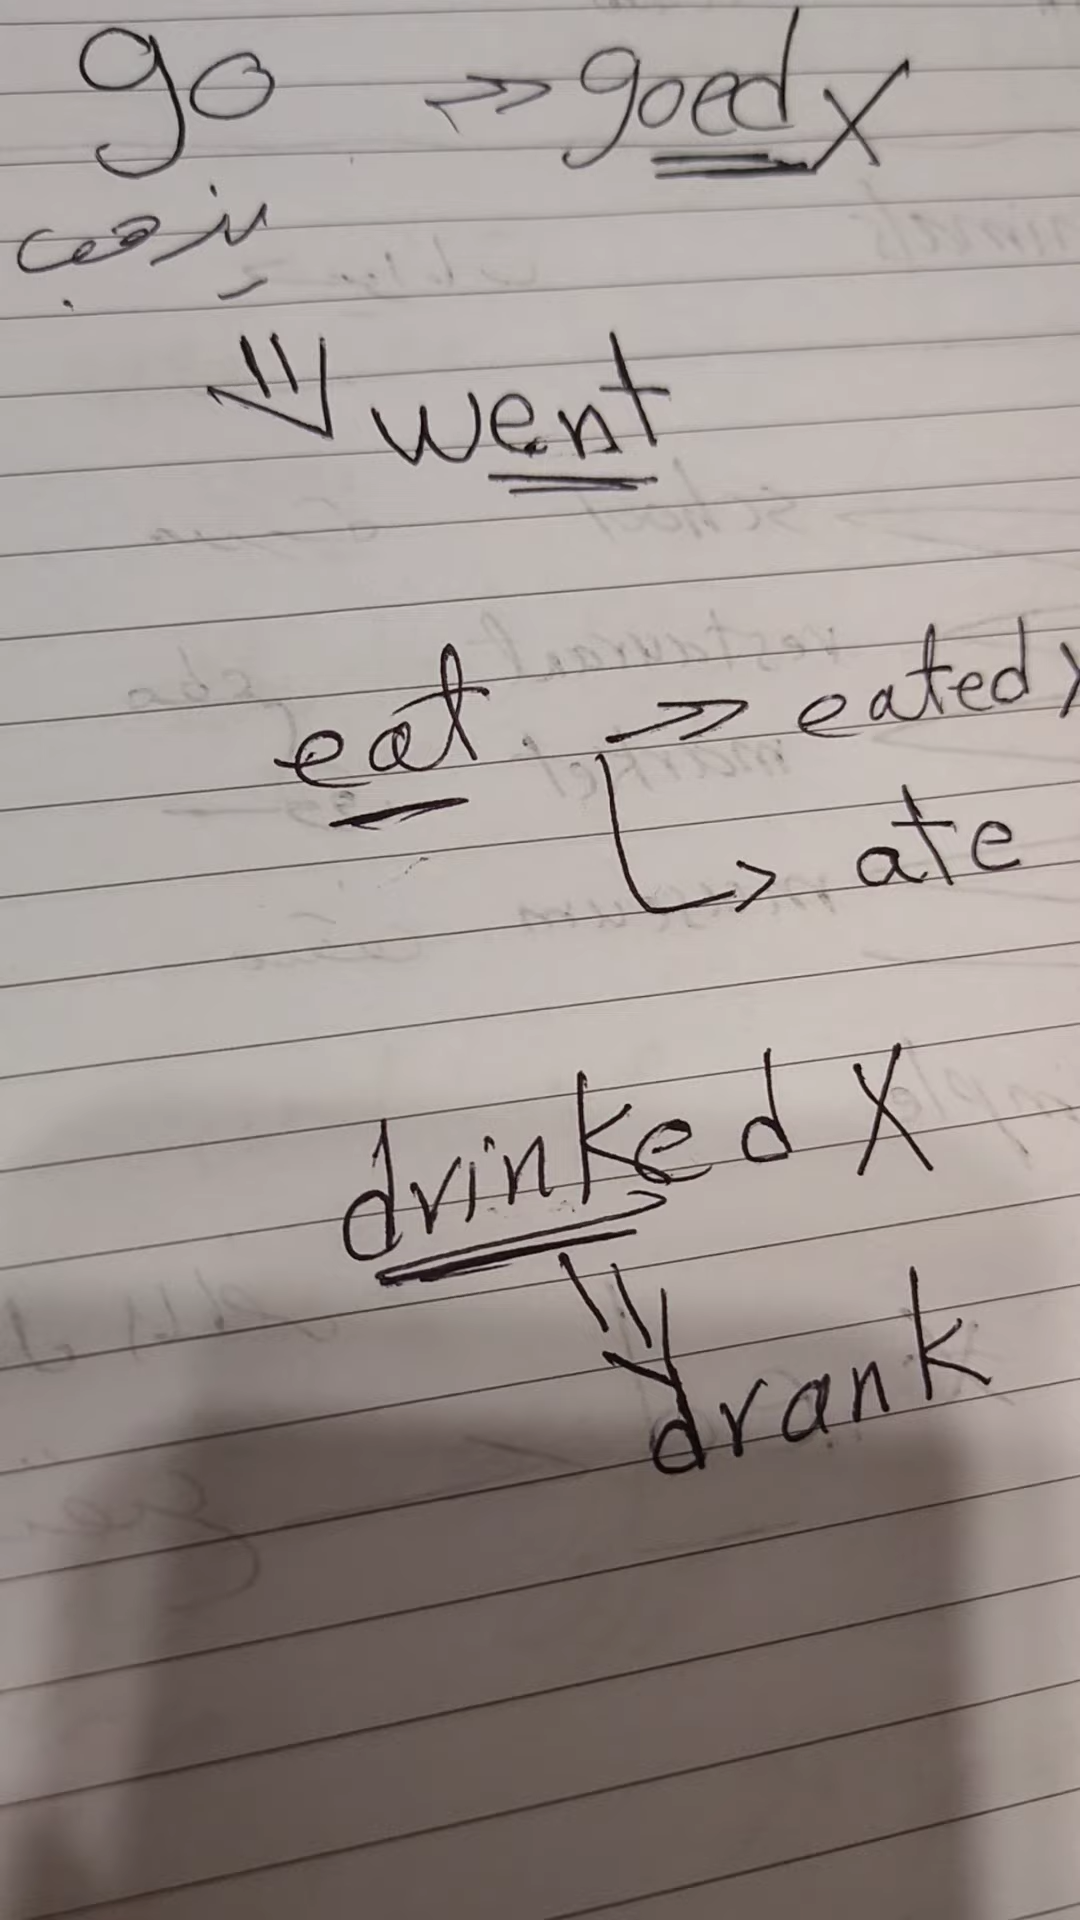 go >> goed X
يذهب
went
eat >> eated X
ate
drinked X
drank